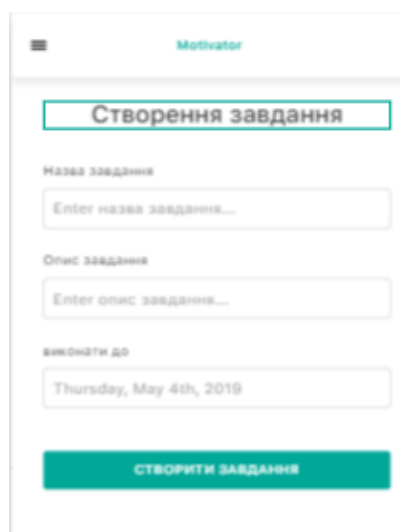 Motivator
Створення завдання
Назва завдання
Enter назва завдання...
Опис завдання
Enter опис завдання...
виконати до
Thursday, May 4th, 2019
СТВОРИТИ ЗАВДАННЯ